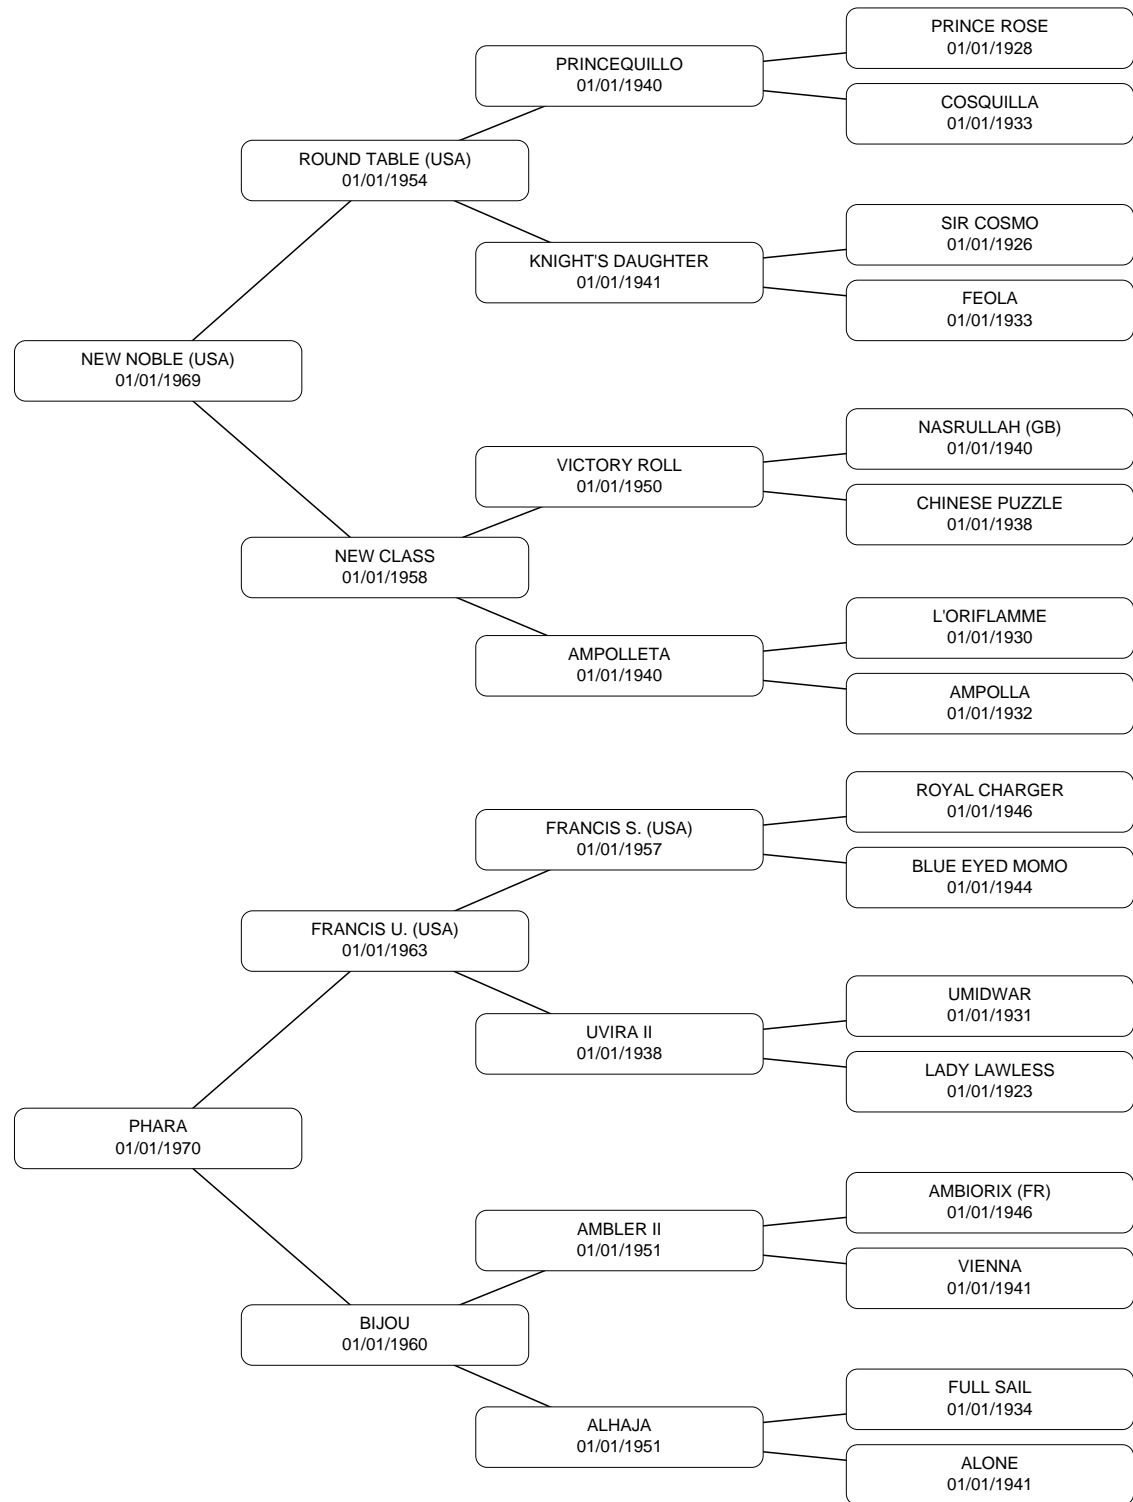 PRINCE ROSE
01/01/1928
PRINCEQUILLO
01/01/1940
COSQUILLA
01/01/1933
ROUND TABLE (USA)
01/01/1954
SIR COSMO
01/01/1926
KNIGHT'S DAUGHTER
01/01/1941
FEOLA
01/01/1933
NEW NOBLE (USA)
01/01/1969
NASRULLAH (GB)
01/01/1940
VICTORY ROLL
01/01/1950
CHINESE PUZZLE
01/01/1938
NEW CLASS
01/01/1958
L'ORIFLAMME
01/01/1930
AMPOLLETA
01/01/1940
AMPOLLA
01/01/1932
ROYAL CHARGER
01/01/1946
FRANCIS S. (USA)
01/01/1957
BLUE EYED MOMO
01/01/1944
FRANCIS U. (USA)
01/01/1963
UMIDWAR
01/01/1931
UVIRA II
01/01/1938
LADY LAWLESS
01/01/1923
PHARA
01/01/1970
AMBIORIX (FR)
01/01/1946
AMBLER II
01/01/1951
VIENNA
01/01/1941
BIJOU
01/01/1960
FULL SAIL
01/01/1934
ALHAJA
01/01/1951
ALONE
01/01/1941